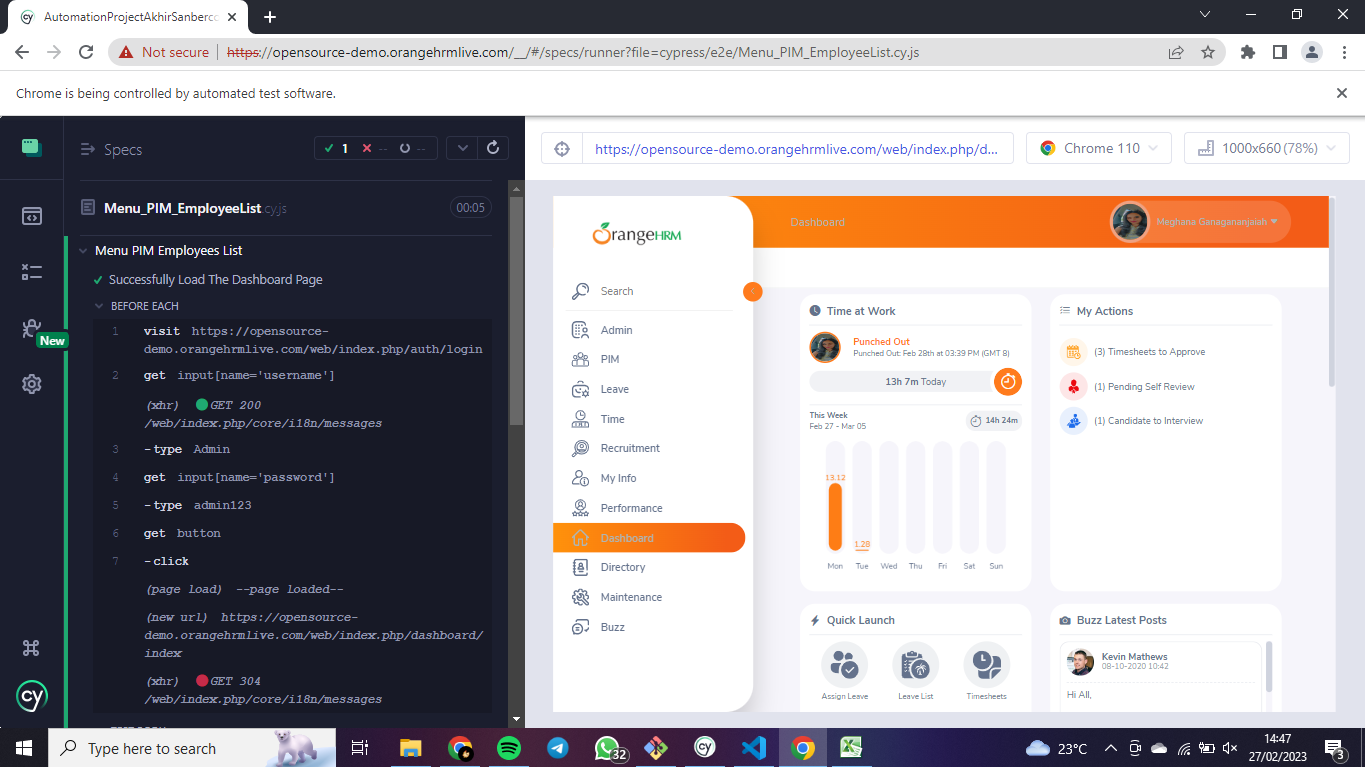 AutomationProjectAkhirSanberco
Not secure
https://opensource-demo.orangehrmlive.com/__/#/specs/runner?file=cypress/e2e/Menu_PIM_EmployeeList.cy.js
Chrome is being controlled by automated test software.
Specs
1 -- --
Menu_PIM_EmployeeList.cy.js 00:05
Menu PIM Employees List
Successfully Load The Dashboard Page
BEFORE EACH
1 visit https://opensource-
demo.orangehrmlive.com/web/index.php/auth/login
2 get input[name='username']
(xhr) GET 200
/web/index.php/core/i18n/messages
3 -type Admin
4 get input[name='password']
5 -type admin123
6 get button
7 -click
(page load) --page loaded--
(new url) https://opensource-
demo.orangehrmlive.com/web/index.php/dashboard/
index
(xhr) GET 304
/web/index.php/core/i18n/messages
New
cy
https://opensource-demo.orangehrmlive.com/web/index.php/d...
Chrome 110
1000x660 (78%)
OrangeHRM
Search
Admin
PIM
Leave
Time
Recruitment
My Info
Performance
Dashboard
Directory
Maintenance
Buzz
Dashboard
Meghana Ganagananjaiah
Time at Work
Punched Out
Punched Out: Feb 28th at 03:39 PM (GMT 8)
13h 7m Today
This Week
Feb 27 - Mar 05
14h 24m
13.12
1.28
Mon Tue Wed Thu Fri Sat Sun
My Actions
(3) Timesheets to Approve
(1) Pending Self Review
(1) Candidate to Interview
Quick Launch
Assign Leave
Leave List
Timesheets
Buzz Latest Posts
Kevin Mathews
08-10-2020 10:42
Hi All,
Type here to search
32
cy
23°C
14:47
27/02/2023
3